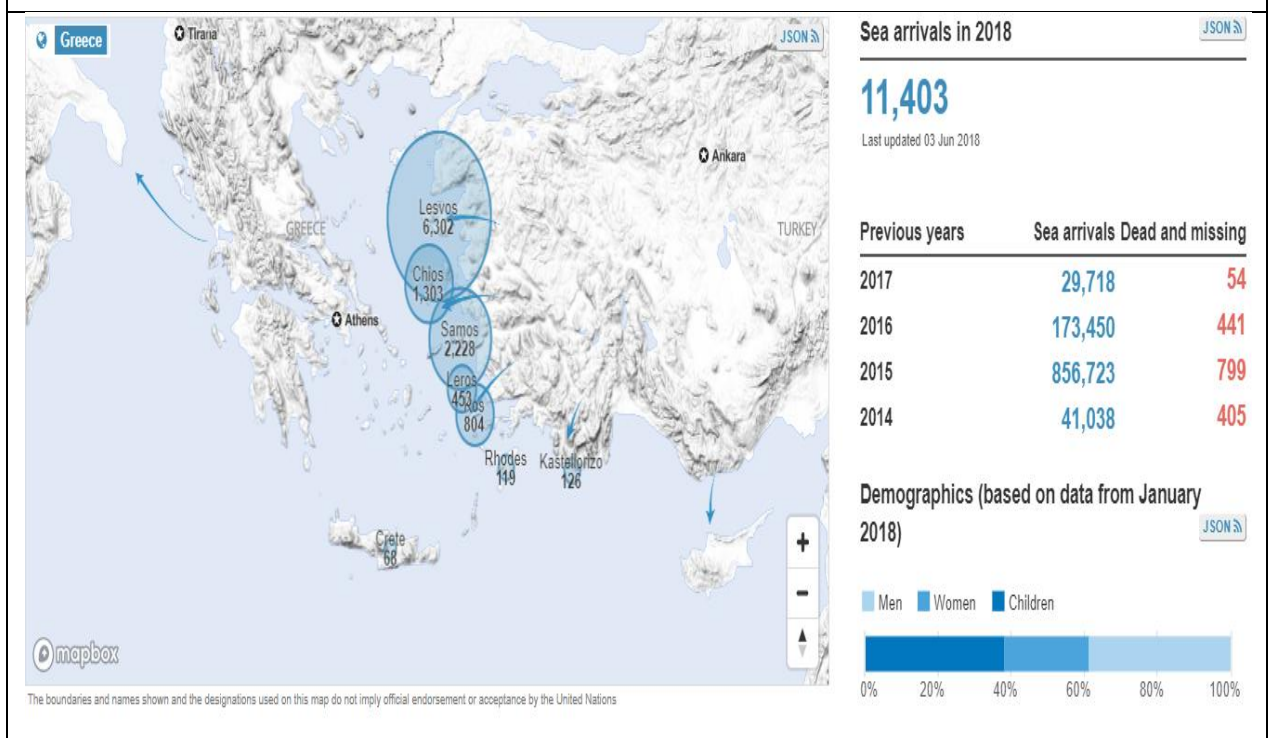 Greece
Tirana
JSON
Ankara
Lesvos
6,302
GREECE
TURKEY
Chios
1,303
Athens
Samos
2,228
Leros
453
Kos
804
Rhodes
119
Kastellorizo
126
Crete
68
mapbox
The boundaries and names shown and the designations used on this map do not imply official endorsement or acceptance by the United Nations
Sea arrivals in 2018
JSON
11,403
Last updated 03 Jun 2018
Previous years Sea arrivals Dead and missing
2017 29,718 54
2016 173,450 441
2015 856,723 799
2014 41,038 405
Demographics (based on data from January
2018)
JSON
Men Women Children
0% 20% 40% 60% 80% 100%